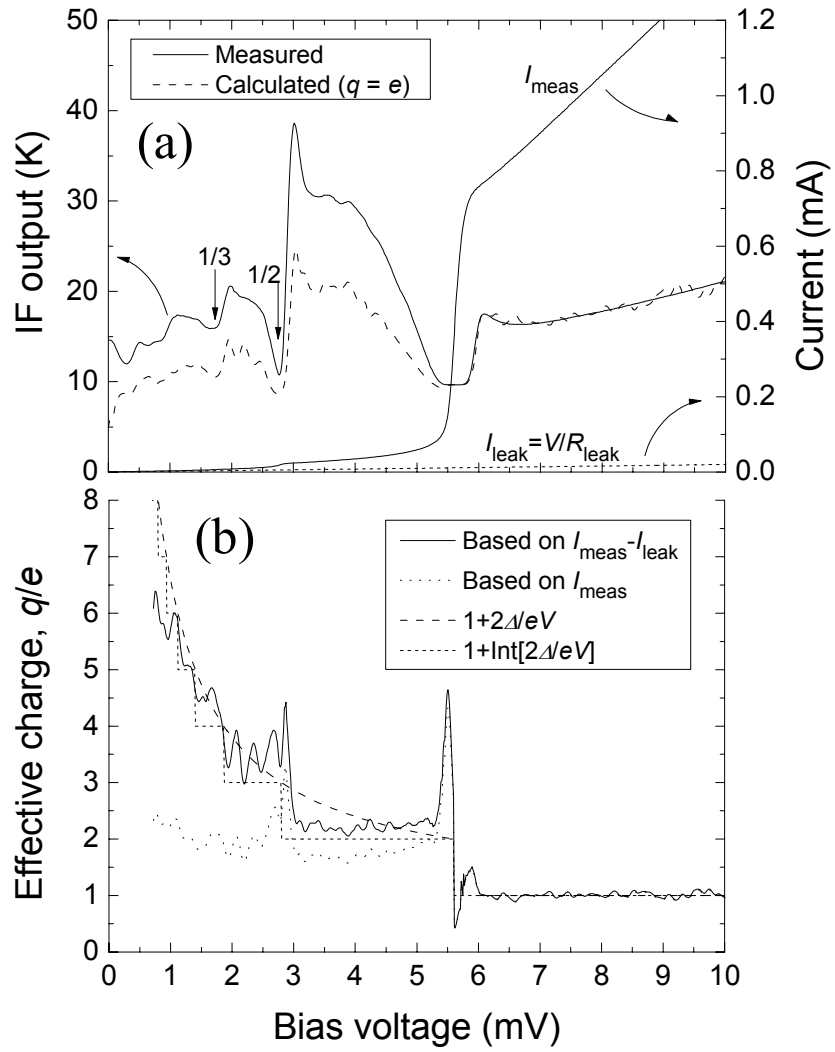 50
40
30
20
10
0
IF output (K)
Measured
Calculated (q = e)
(a)
1/3
1/2
I_meas
I_leak=V/R_leak
1.2
1.0
0.8
0.6
0.4
0.2
0.0
Current (mA)
8
7
6
5
4
3
2
1
0
Effective charge, q/e
(b)
Based on I_meas-I_leak
Based on I_meas
1+2Δ/eV
1+Int[2Δ/eV]
0 1 2 3 4 5 6 7 8 9 10
Bias voltage (mV)